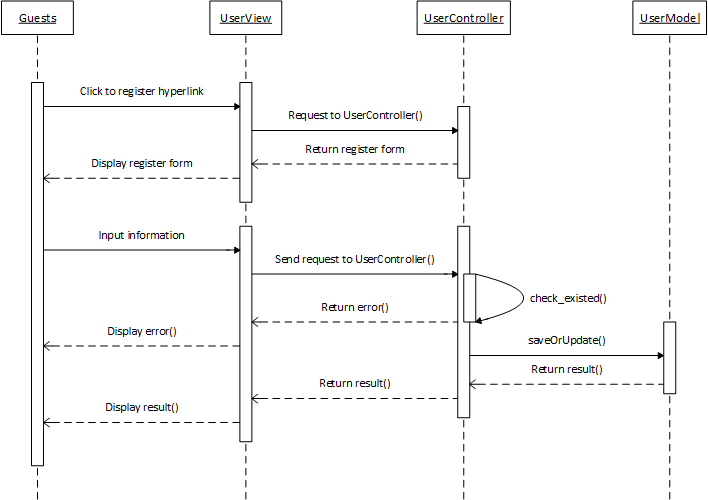 Guests
UserView
UserController
UserModel
Click to register hyperlink
Request to UserController()
Return register form
Display register form
Input information
Send request to UserController()
check_existed()
Return error()
Display error()
saveOrUpdate()
Return result()
Return result()
Display result()